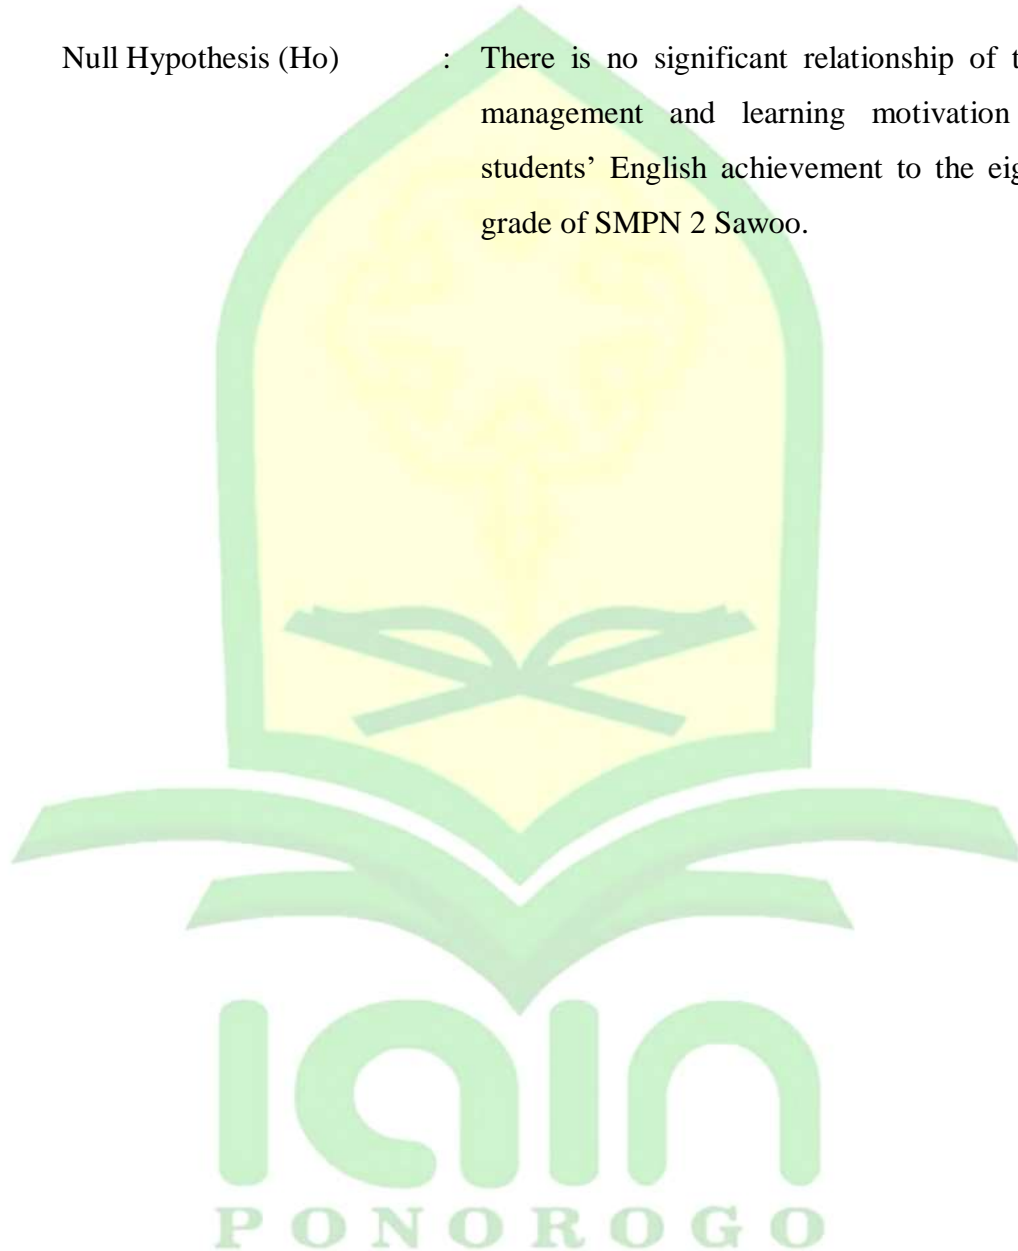 Null Hypothesis (Ho) : There is no significant relationship of
management and learning motivation
students’ English achievement to the
grade of SMPN 2 Sawoo.
iain
PONOROGO